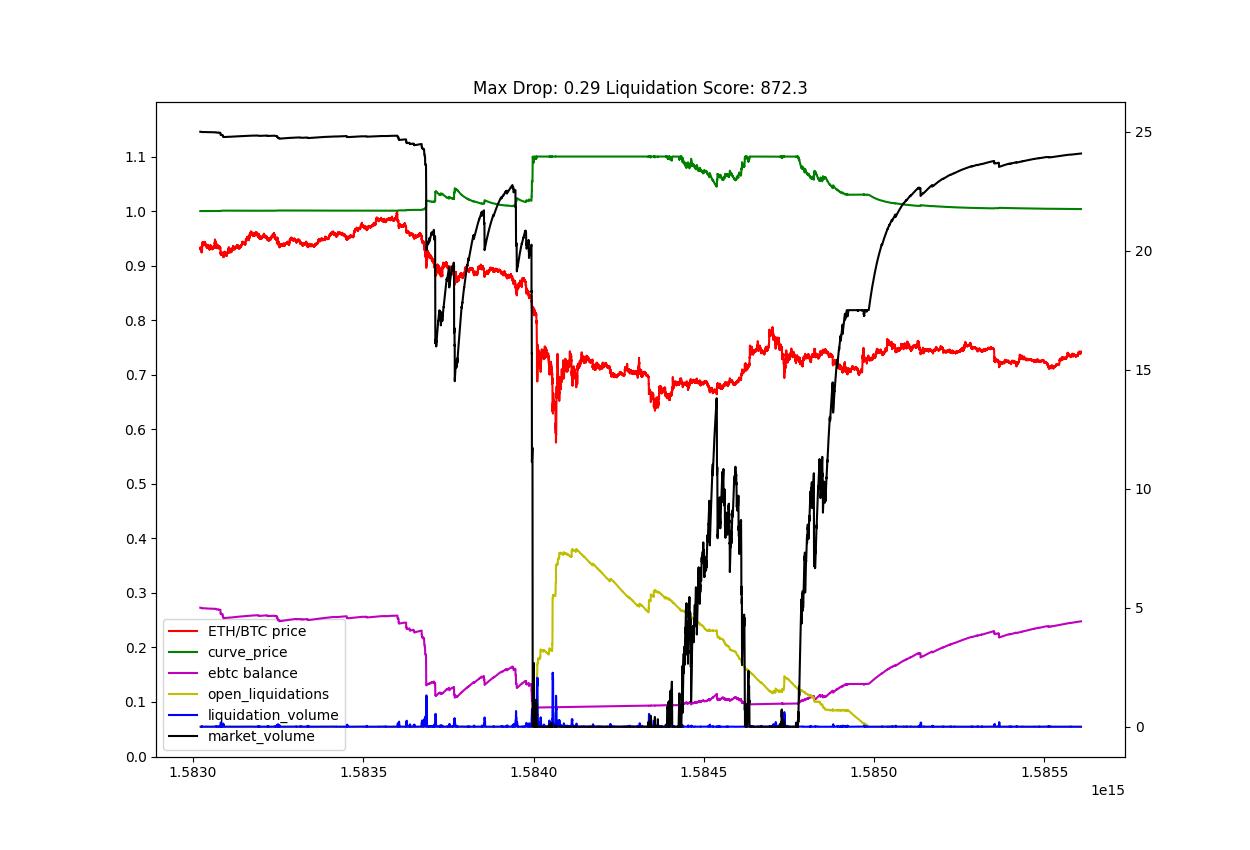 Max Drop: 0.29 Liquidation Score: 872.3
1.1
1.0
0.9
0.8
0.7
0.6
0.5
0.4
0.3
0.2
0.1
0.0
25
20
15
10
5
0
ETH/BTC price
curve_price
ebtc balance
open_liquidations
liquidation_volume
market_volume
1.5830 1.5835 1.5840 1.5845 1.5850 1.5855
1e15